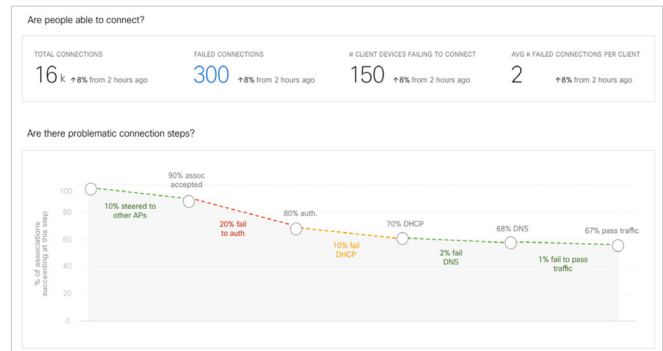 Are people able to connect?
TOTAL CONNECTIONS
16k ↑8% from 2 hours ago
FAILED CONNECTIONS
300 ↑8% from 2 hours ago
# CLIENT DEVICES FAILING TO CONNECT
150 ↑8% from 2 hours ago
AVG # FAILED CONNECTIONS PER CLIENT
2 ↑8% from 2 hours ago
Are there problematic connection steps?
% of associations
succeeding at this step
100
80
60
40
20
0
10% steered to
other APs
90% assoc
accepted
20% fail
to auth
80% auth.
10% fail
DHCP
70% DHCP
2% fail
DNS
68% DNS
1% fail to pass
traffic
67% pass traffic